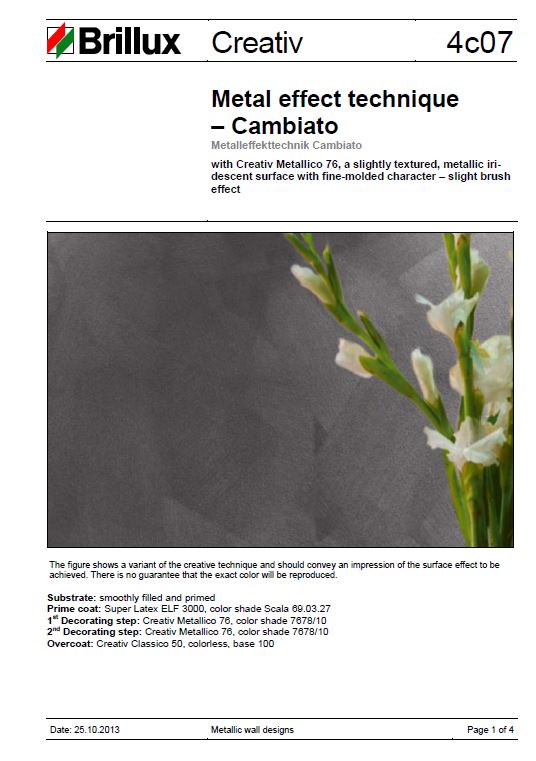 Brillux Creativ 4c07
Metal effect technique
– Cambiato
Metalleffekttechnik Cambiato
with Creativ Metallico 76, a slightly textured, metallic iri-
descent surface with fine-molded character – slight brush
effect
The figure shows a variant of the creative technique and should convey an impression of the surface effect to be
achieved. There is no guarantee that the exact color will be reproduced.
Substrate: smoothly filled and primed
Prime coat: Super Latex ELF 3000, color shade Scala 69.03.27
1st Decorating step: Creativ Metallico 76, color shade 7678/10
2nd Decorating step: Creativ Metallico 76, color shade 7678/10
Overcoat: Creativ Classico 50, colorless, base 100
Date: 25.10.2013 Metallic wall designs Page 1 of 4